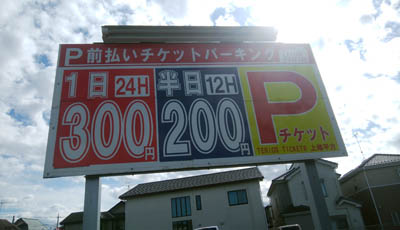 P 前払いチケットパーキング
1日 24H
300円
半日 12H
200円
P
チケット
TICKETS